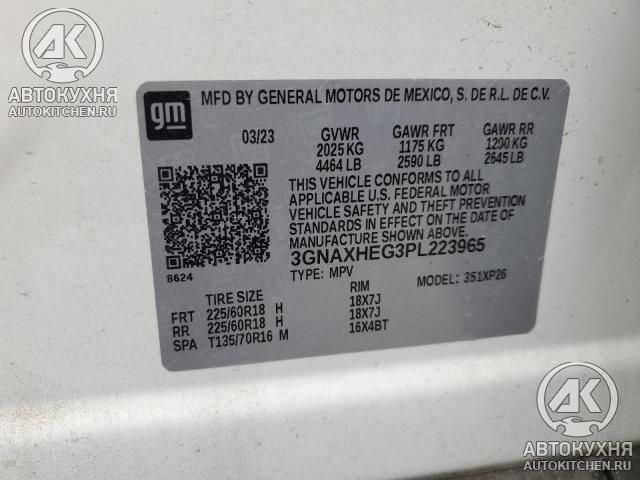 AK
АВТОКУХНЯ
AUTOKITCHEN.RU
gm MFD BY GENERAL MOTORS DE MEXICO, S. DE R.L. DE C.V.
03/23 GVWR GAWR FRT GAWR RR
2025 KG 1175 KG 1200 KG
4464 LB 2590 LB 2645 LB
THIS VEHICLE CONFORMS TO ALL
APPLICABLE U.S. FEDERAL MOTOR
VEHICLE SAFETY AND THEFT PREVENTION
STANDARDS IN EFFECT ON THE DATE OF
MANUFACTURE SHOWN ABOVE.
3GNAXHEG3PL223965
8624 TYPE: MPV MODEL: 351XP26
TIRE SIZE RIM
FRT 225/60R18 H 18X7J
RR 225/60R18 H 18X7J
SPA T135/70R16 M 16X4BT
AK
АВТОКУХНЯ
AUTOKITCHEN.RU